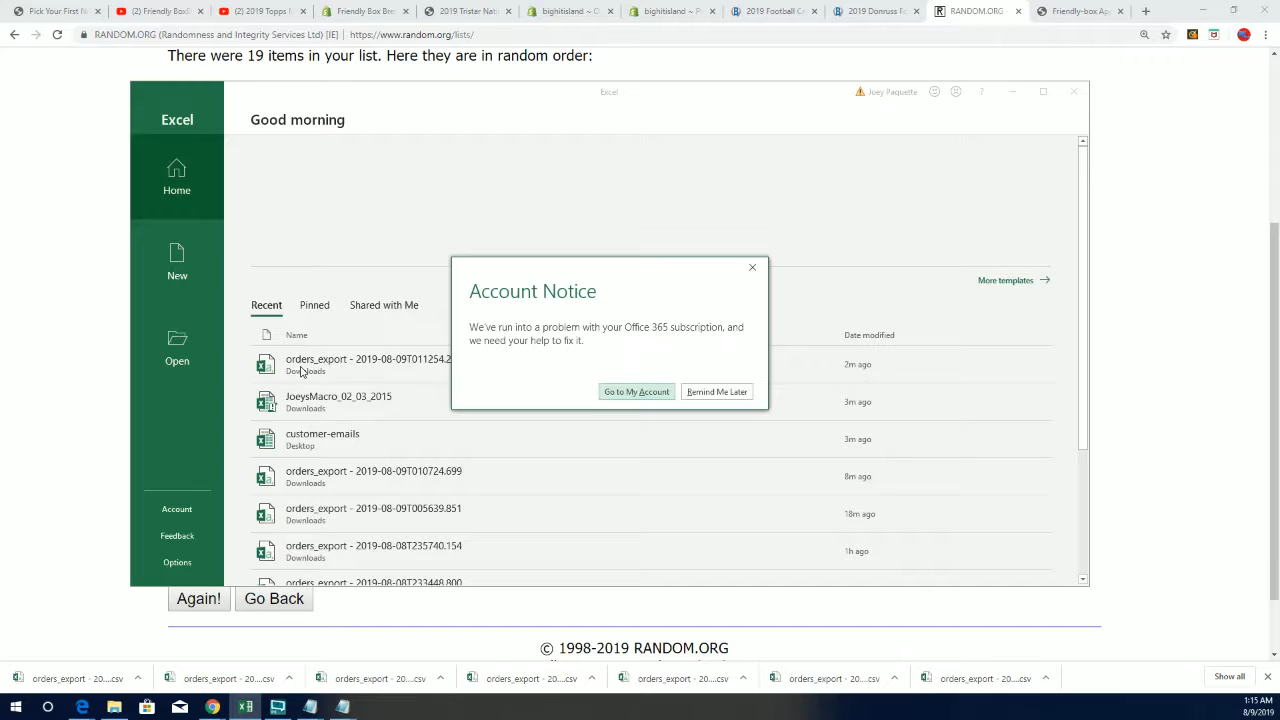 Pick Your First N
(2) Friendly BoxB
(2) 2019 Topps M
Friendly Box Bre
2019 Tristar Natio
bighitisland ~ O
bighitisland ~ P
2019 Football Ca
2019 Donruss Fo
RANDOM.ORG
Friendly-box App
RANDOM.ORG (Randomness and Integrity Services Ltd) [IE] | https://www.random.org/lists/
There were 19 items in your list. Here they are in random order:
Excel
Joey Paquette
?
Excel
Good morning
Home
New
Open
More templates
Recent
Pinned
Shared with Me
Name
Date modified
orders_export - 2019-08-09T011254.2
Downloads
2m ago
JoeysMacro_02_03_2015
Downloads
3m ago
customer-emails
Desktop
3m ago
orders_export - 2019-08-09T010724.699
Downloads
8m ago
orders_export - 2019-08-09T005639.851
Downloads
18m ago
orders_export - 2019-08-08T235740.154
Downloads
1h ago
orders_export - 2019-08-08T233448.800
Account Notice
We've run into a problem with your Office 365 subscription, and
we need your help to fix it.
Go to My Account
Remind Me Later
Account
Feedback
Options
Again!
Go Back
© 1998-2019 RANDOM.ORG
orders_export - 20....csv
orders_export - 20....csv
orders_export - 20....csv
orders_export - 20....csv
orders_export - 20....csv
orders_export - 20....csv
orders_export - 20....csv
Show all
1:15 AM
8/9/2019